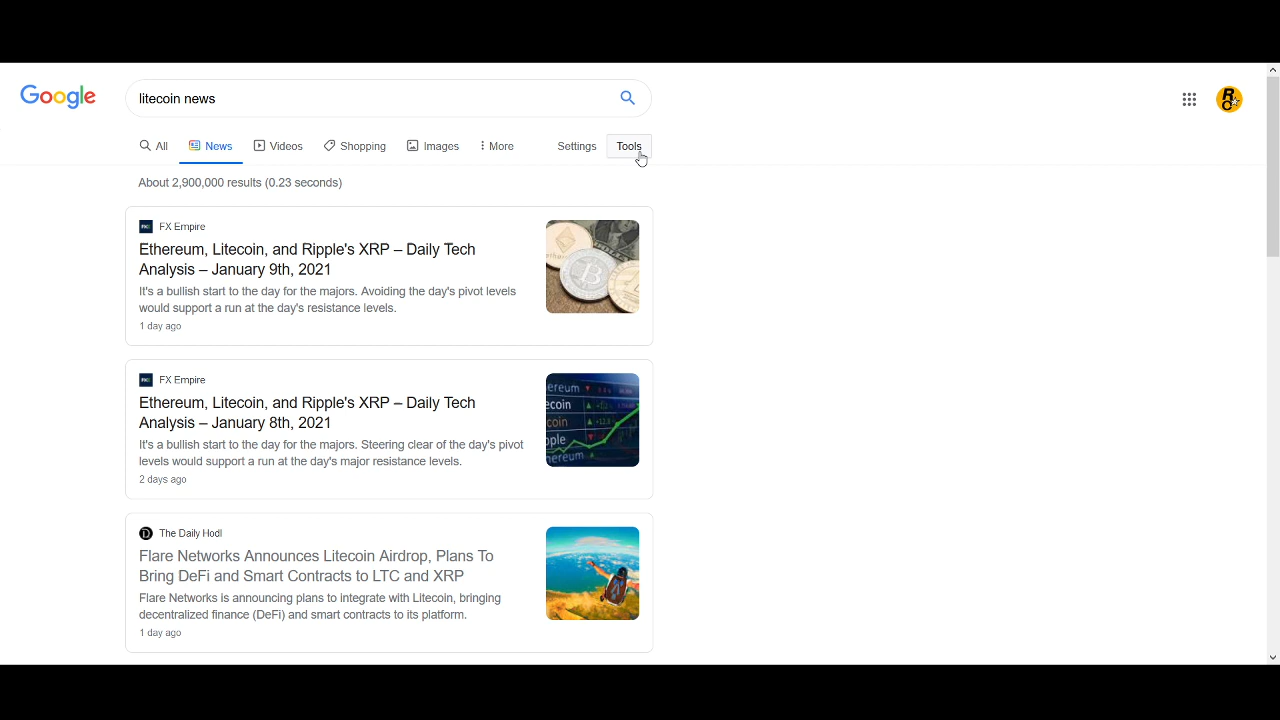 Google
litecoin news
All News Videos Shopping Images More Settings Tools
About 2,900,000 results (0.23 seconds)
FX Empire
Ethereum, Litecoin, and Ripple's XRP – Daily Tech
Analysis – January 9th, 2021
It's a bullish start to the day for the majors. Avoiding the day's pivot levels
would support a run at the day's resistance levels.
1 day ago
FX Empire
Ethereum, Litecoin, and Ripple's XRP – Daily Tech
Analysis – January 8th, 2021
It's a bullish start to the day for the majors. Steering clear of the day's pivot
levels would support a run at the day's major resistance levels.
2 days ago
ereum
ecoin
coin
ple
ereum
The Daily Hodl
Flare Networks Announces Litecoin Airdrop, Plans To
Bring DeFi and Smart Contracts to LTC and XRP
Flare Networks is announcing plans to integrate with Litecoin, bringing
decentralized finance (DeFi) and smart contracts to its platform.
1 day ago